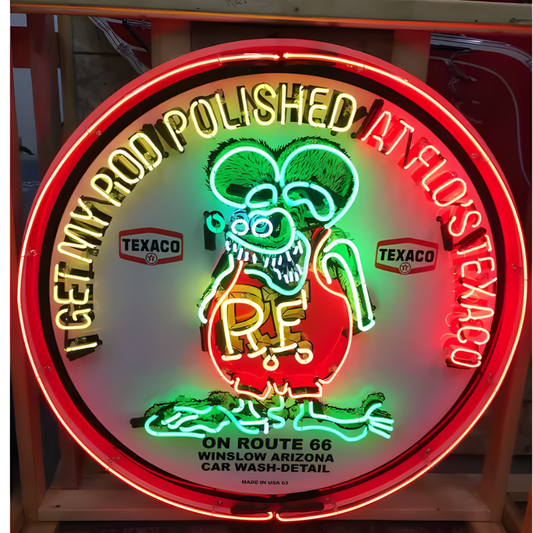 I GET MY ROD POLISHED AT FLO'S TEXACO
TEXACO
T
TEXACO
T
R.F.
ON ROUTE 66
WINSLOW ARIZONA
CAR WASH-DETAIL
MADE IN USA 63